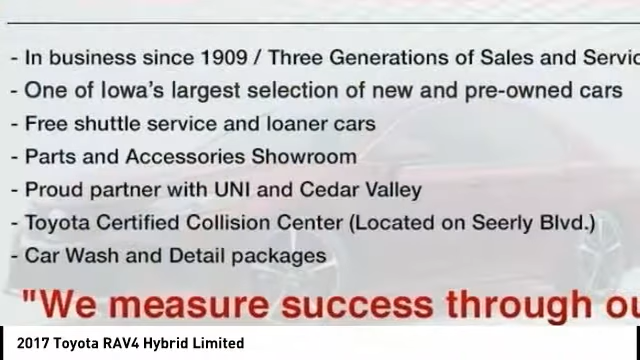 - In business since 1909 / Three Generations of Sales and
- One of Iowa's largest selection of new and pre-owned cars
- Free shuttle service and loaner cars
- Parts and Accessories Showroom
- Proud partner with UNI and Cedar Valley
- Toyota Certified Collision Center (Located on Seerly Blvd.)
- Car Wash and Detail packages
"We measure success through
2017 Toyota RAV4 Hybrid Limited